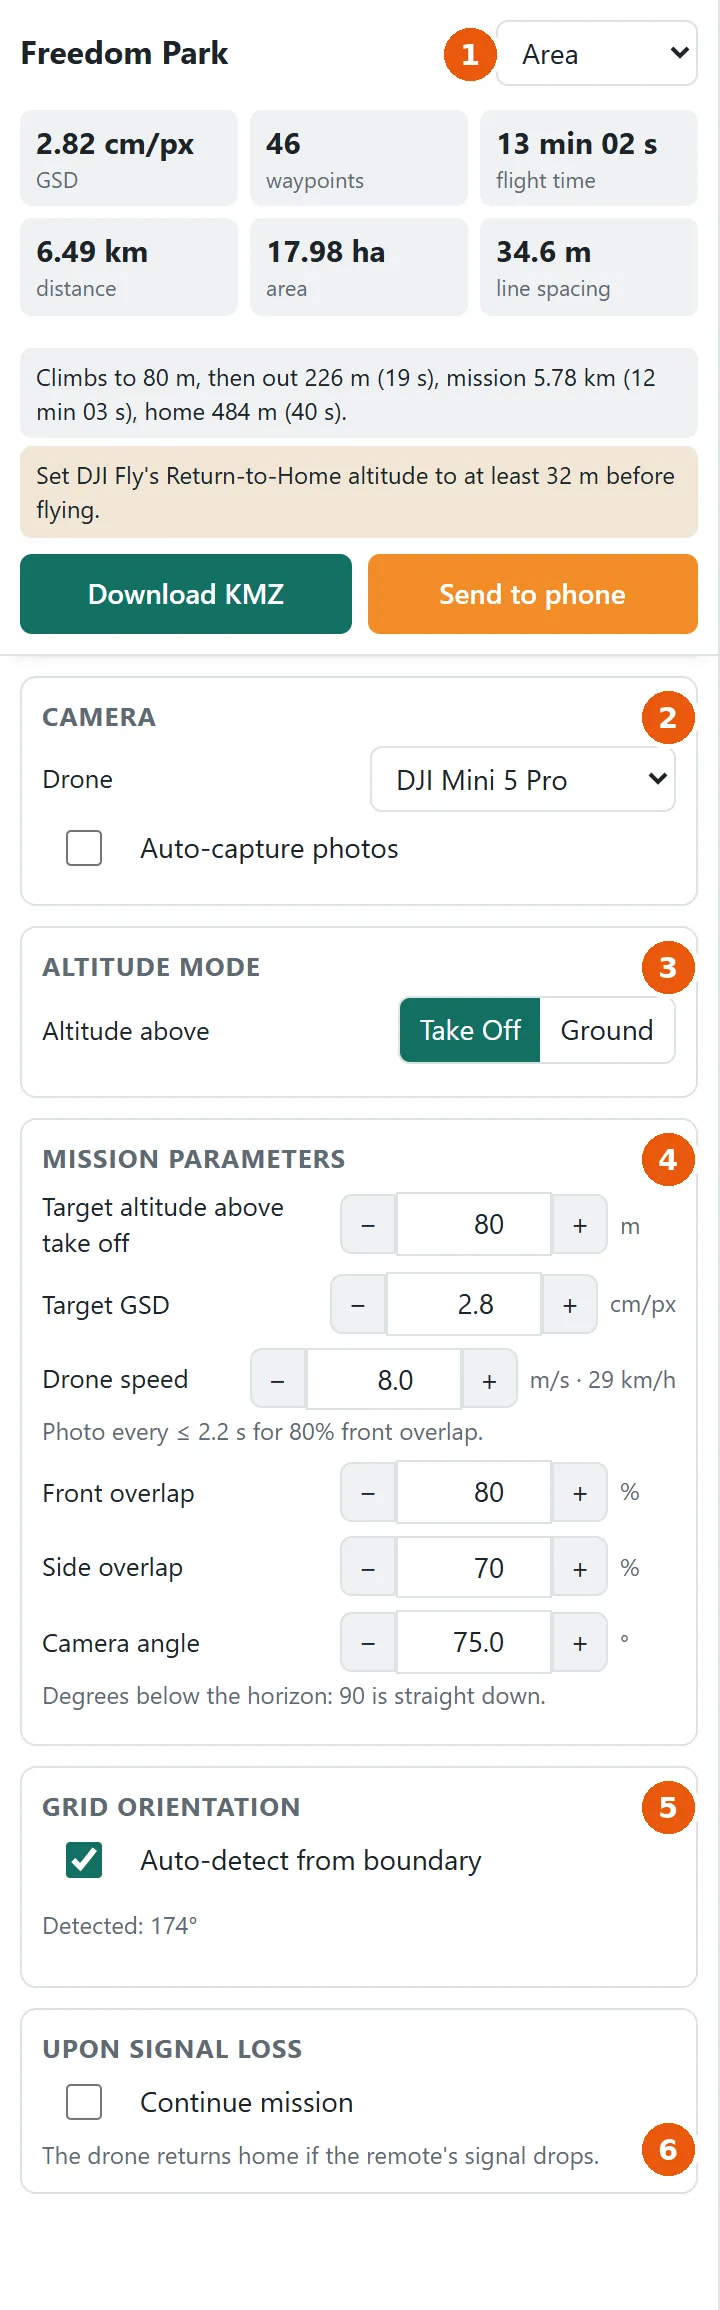 Freedom Park
1
Area
2.82 cm/px
GSD
46
waypoints
13 min 02 s
flight time
6.49 km
distance
17.98 ha
area
34.6 m
line spacing
Climbs to 80 m, then out 226 m (19 s), mission 5.78 km (12
min 03 s), home 484 m (40 s).
Set DJI Fly's Return-to-Home altitude to at least 32 m before
flying.
Download KMZ
Send to phone
CAMERA
2
Drone
DJI Mini 5 Pro
Auto-capture photos
ALTITUDE MODE
3
Altitude above
Take Off
Ground
MISSION PARAMETERS
4
Target altitude above
take off
− 80 + m
Target GSD
− 2.8 + cm/px
Drone speed
− 8.0 + m/s · 29 km/h
Photo every ≤ 2.2 s for 80% front overlap.
Front overlap
− 80 + %
Side overlap
− 70 + %
Camera angle
− 75.0 + °
Degrees below the horizon: 90 is straight down.
GRID ORIENTATION
5
Auto-detect from boundary
Detected: 174°
UPON SIGNAL LOSS
Continue mission
The drone returns home if the remote's signal drops.
6